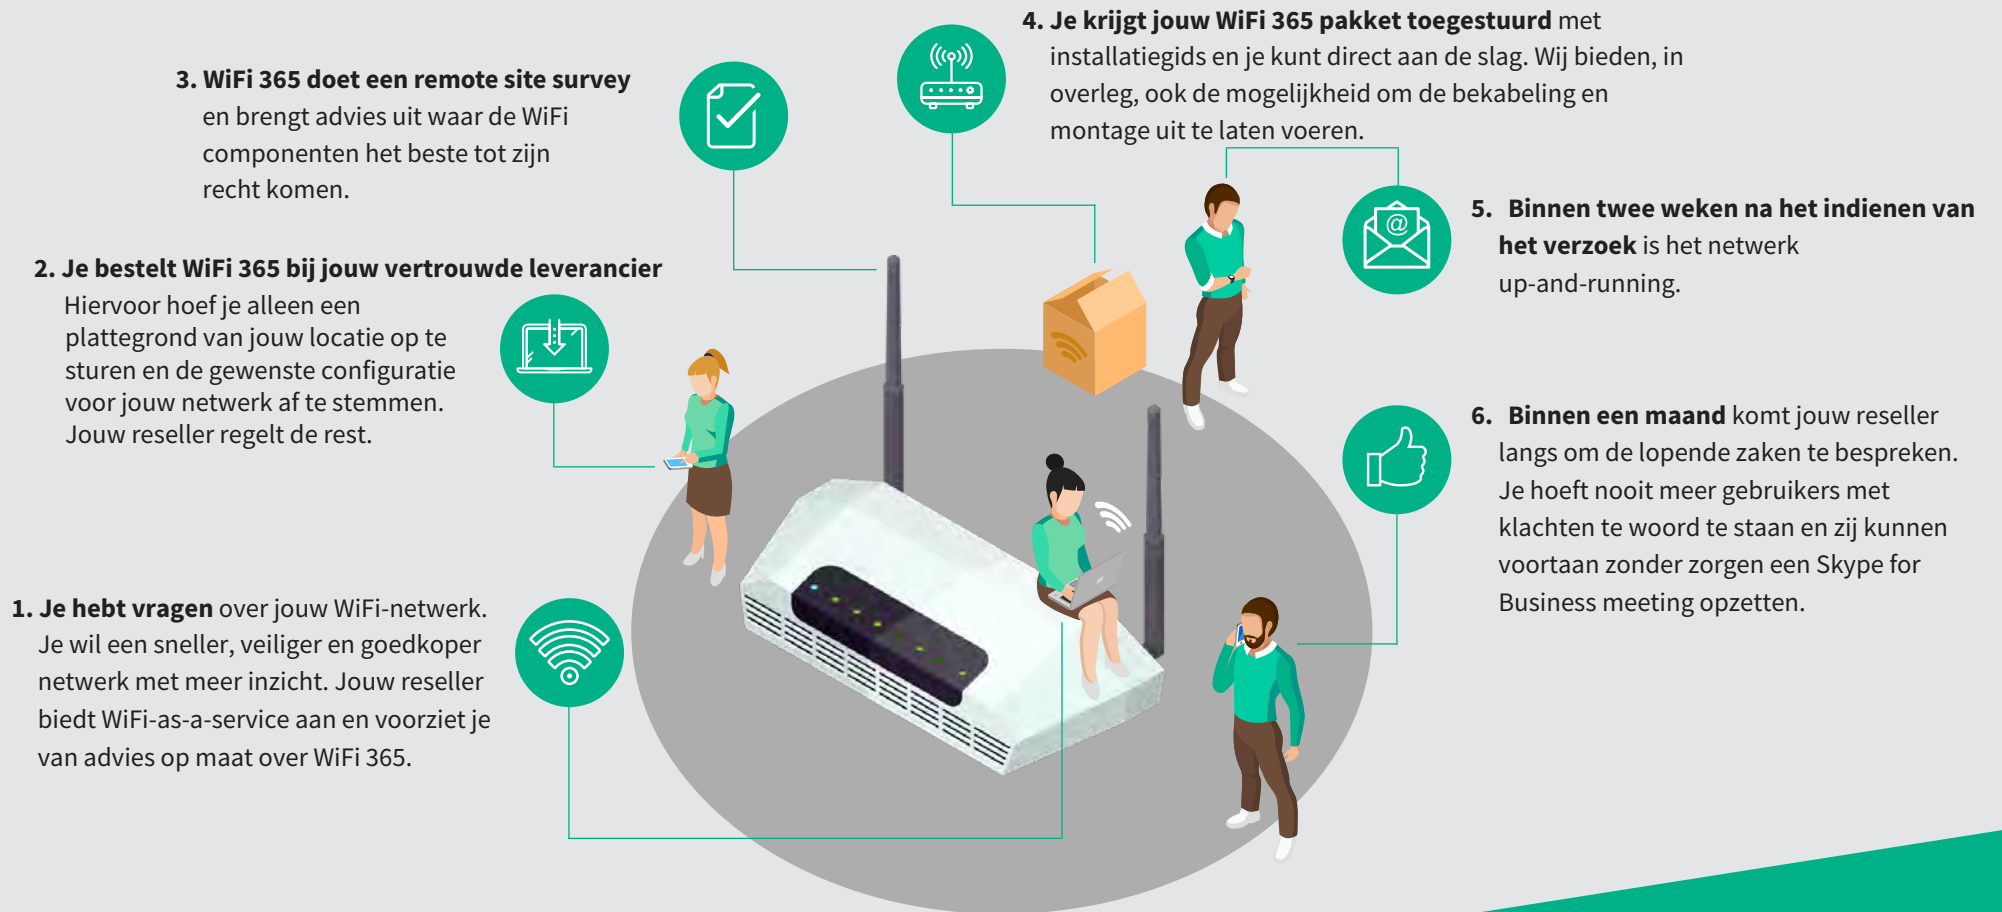 1. Je hebt vragen over jouw WiFi-netwerk.
Je wil een sneller, veiliger en goedkoper
netwerk met meer inzicht. Jouw reseller
biedt WiFi-as-a-service aan en voorziet je
van advies op maat over WiFi 365.
2. Je bestelt WiFi 365 bij jouw vertrouwde leverancier
Hiervoor hoef je alleen een
plattegrond van jouw locatie op te
sturen en de gewenste configuratie
voor jouw netwerk af te stemmen.
Jouw reseller regelt de rest.
3. WiFi 365 doet een remote site survey
en brengt advies uit waar de WiFi
componenten het beste tot zijn
recht komen.
4. Je krijgt jouw WiFi 365 pakket toegestuurd met
installatiegids en je kunt direct aan de slag. Wij bieden, in
overleg, ook de mogelijkheid om de bekabeling en
montage uit te laten voeren.
5. Binnen twee weken na het indienen van
het verzoek is het netwerk
up-and-running.
6. Binnen een maand komt jouw reseller
langs om de lopende zaken te bespreken.
Je hoeft nooit meer gebruikers met
klachten te woord te staan en zij kunnen
voortaan zonder zorgen een Skype for
Business meeting opzetten.